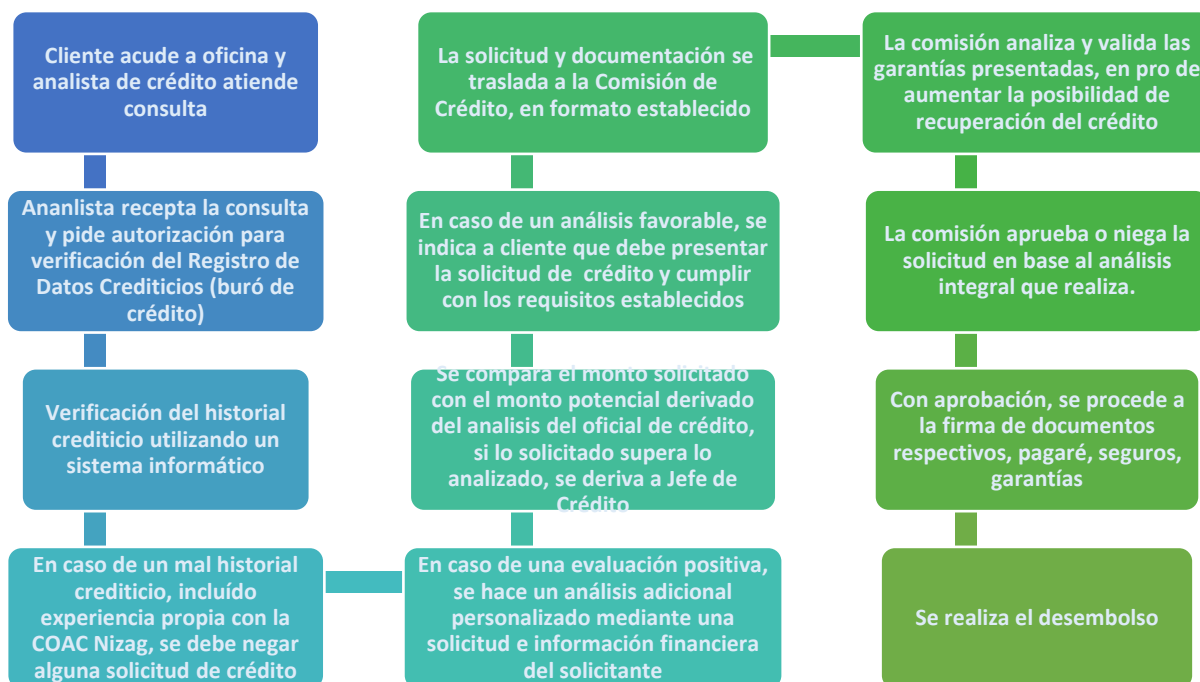 Cliente acude a oficina y
analista de crédito atiende
consulta
Ananlista recepta la consulta
y pide autorización para
verificación del Registro de
Datos Crediticios (buró de
crédito)
Verificación del historial
crediticio utilizando un
sistema informático
En caso de un mal historial
crediticio, incluído
experiencia propia con la
COAC Nizag, se debe negar
alguna solicitud de crédito
En caso de una evaluación positiva,
se hace un análisis adicional
personalizado mediante una
solicitud e información financiera
del solicitante
Se compara el monto solicitado
con el monto potencial derivado
del analisis del oficial de crédito,
si lo solicitado supera lo
analizado, se deriva a Jefe de
Crédito
En caso de un análisis favorable, se
indica a cliente que debe presentar
la solicitud de crédito y cumplir
con los requisitos establecidos
La solicitud y documentación se
traslada a la Comisión de
Crédito, en formato establecido
La comisión analiza y valida las
garantías presentadas, en pro de
aumentar la posibilidad de
recuperación del crédito
La comisión aprueba o niega la
solicitud en base al análisis
integral que realiza.
Con aprobación, se procede a
la firma de documentos
respectivos, pagaré, seguros,
garantías
Se realiza el desembolso